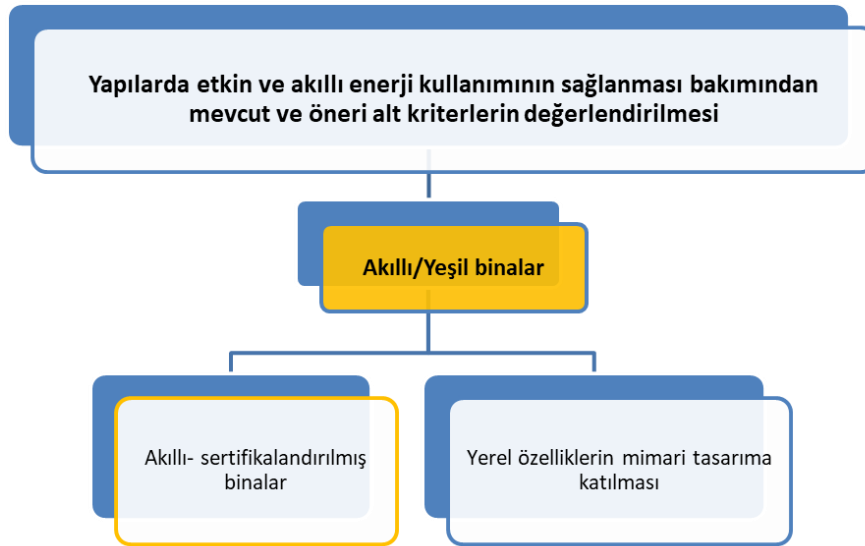 Yapılarda etkin ve akıllı enerji kullanımının sağlanması bakımından
mevcut ve öneri alt kriterlerin değerlendirilmesi
Akıllı/Yeşil binalar
Akıllı- sertifikalandırılmış
binalar
Yerel özelliklerin mimari tasarıma
katılması